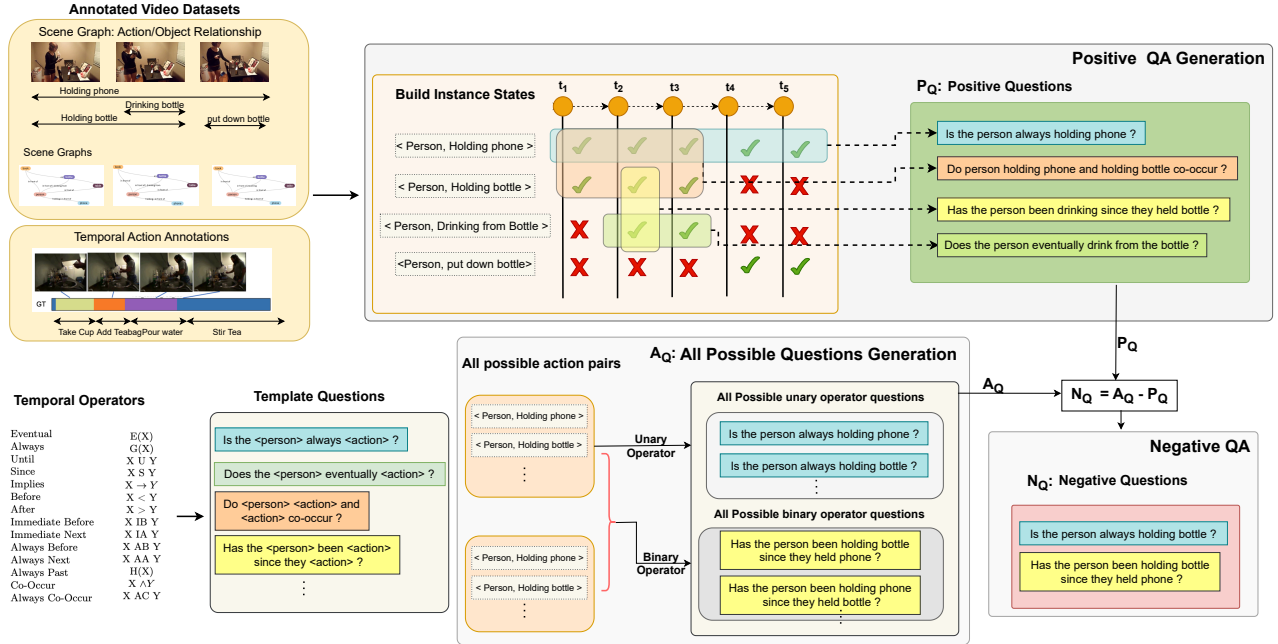 Annotated Video Datasets
Scene Graph: Action/Object Relationship
Holding phone
Drinking bottle
Holding bottle
put down bottle
Scene Graphs
Temporal Action Annotations
GT
Take Cup
Add Teabag
Pour water
Stir Tea
Positive QA Generation
Build Instance States
t1
t2
t3
t4
t5
< Person, Holding phone >
< Person, Holding bottle >
< Person, Drinking from Bottle >
<Person, put down bottle>
PQ: Positive Questions
Is the person always holding phone ?
Do person holding phone and holding bottle co-occur ?
Has the person been drinking since they held bottle ?
Does the person eventually drink from the bottle ?
PQ
AQ
NQ = AQ - PQ
Temporal Operators
Eventual E(X)
Always G(X)
Until X U Y
Since X S Y
Implies X → Y
Before X < Y
After X > Y
Immediate Before X IB Y
Immediate Next X IA Y
Always Before X AB Y
Always Next X AA Y
Always Past H(X)
Co-Occur X ∧Y
Always Co-Occur X AC Y
Template Questions
Is the <person> always <action> ?
Does the <person> eventually <action> ?
Do <person> <action> and
<action> co-occur ?
Has the <person> been <action>
since they <action> ?
AQ: All Possible Questions Generation
All possible action pairs
< Person, Holding phone >
< Person, Holding bottle >
< Person, Holding phone >
< Person, Holding bottle >
Unary
Operator
Binary
Operator
All Possible unary operator questions
Is the person always holding phone ?
Is the person always holding bottle ?
All Possible binary operator questions
Has the person been holding bottle
since they held phone ?
Has the person been holding phone
since they held bottle ?
Negative QA
NQ: Negative Questions
Is the person always holding bottle ?
Has the person been holding bottle
since they held phone ?